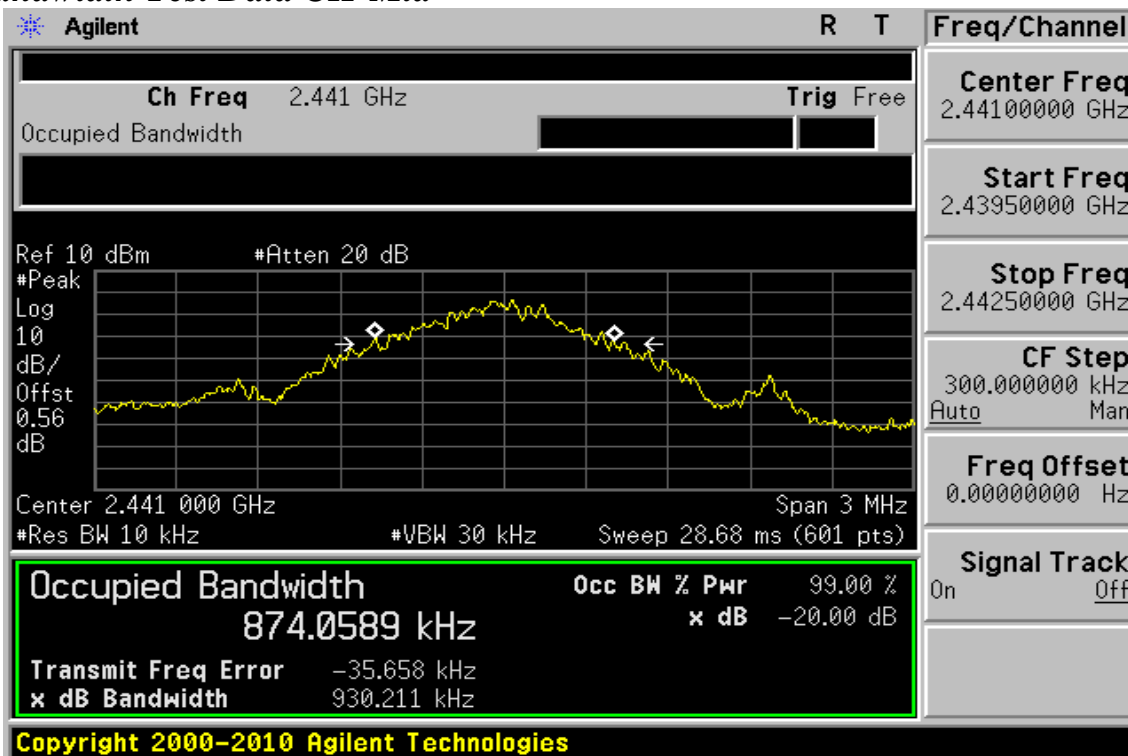 Bandwidth Test Data CH-Mid
Agilent R T
Freq/Channel
Ch Freq 2.441 GHz Trig Free
Occupied Bandwidth
Center Freq
2.44100000 GHz
Start Freq
2.43950000 GHz
Stop Freq
2.44250000 GHz
CF Step
300.000000 kHz
Auto Man
Freq Offset
0.00000000 Hz
Signal Track
On Off
Ref 10 dBm #Atten 20 dB
#Peak
Log
10
dB/
Offst
0.56
dB
Center 2.441 000 GHz Span 3 MHz
#Res BW 10 kHz #VBW 30 kHz Sweep 28.68 ms (601 pts)
Occupied Bandwidth
874.0589 kHz
Occ BW % Pwr 99.00 %
x dB -20.00 dB
Transmit Freq Error -35.658 kHz
x dB Bandwidth 930.211 kHz
Copyright 2000-2010 Agilent Technologies